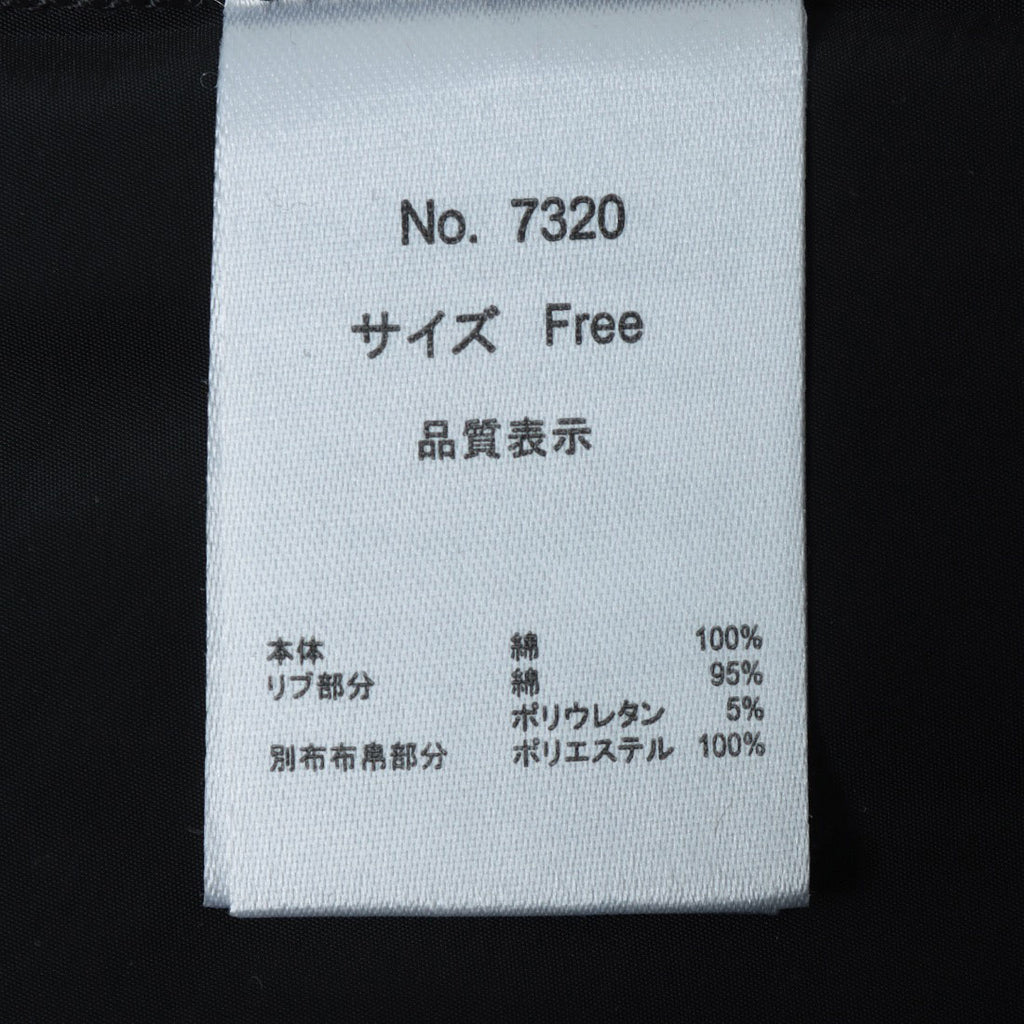 No. 7320
サイズ Free
品質表示
本体 綿 100%
リブ部分 綿 95%
ポリウレタン 5%
別布布帛部分 ポリエステル 100%